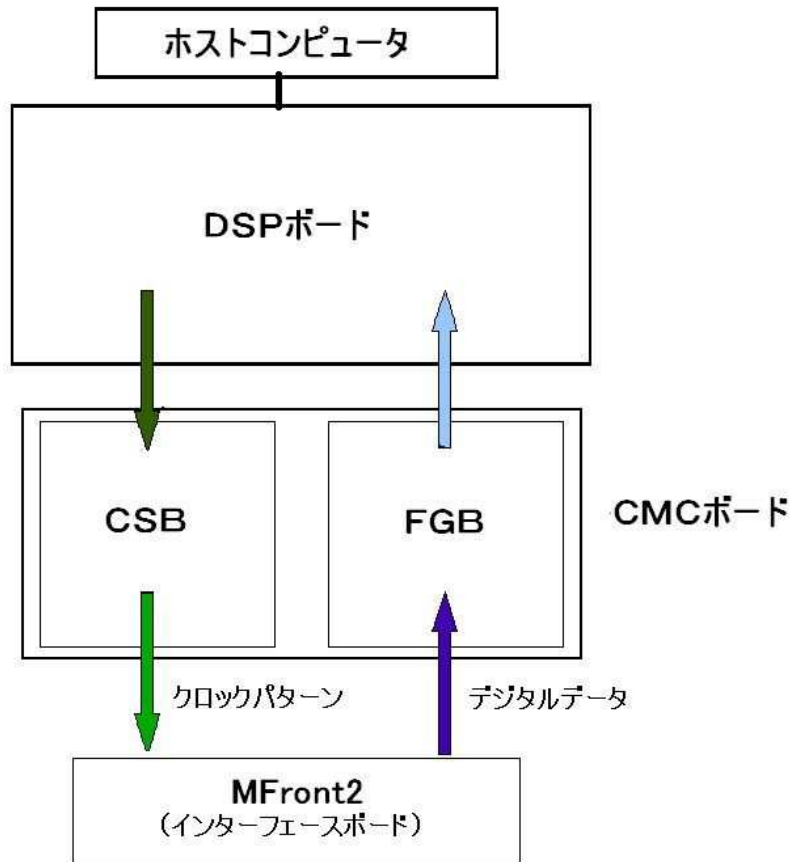 ホストコンピュータ
DSPボード
CSB
FGB
CMCボード
クロックパターン
デジタルデータ
MFront2
(インターフェースボード)